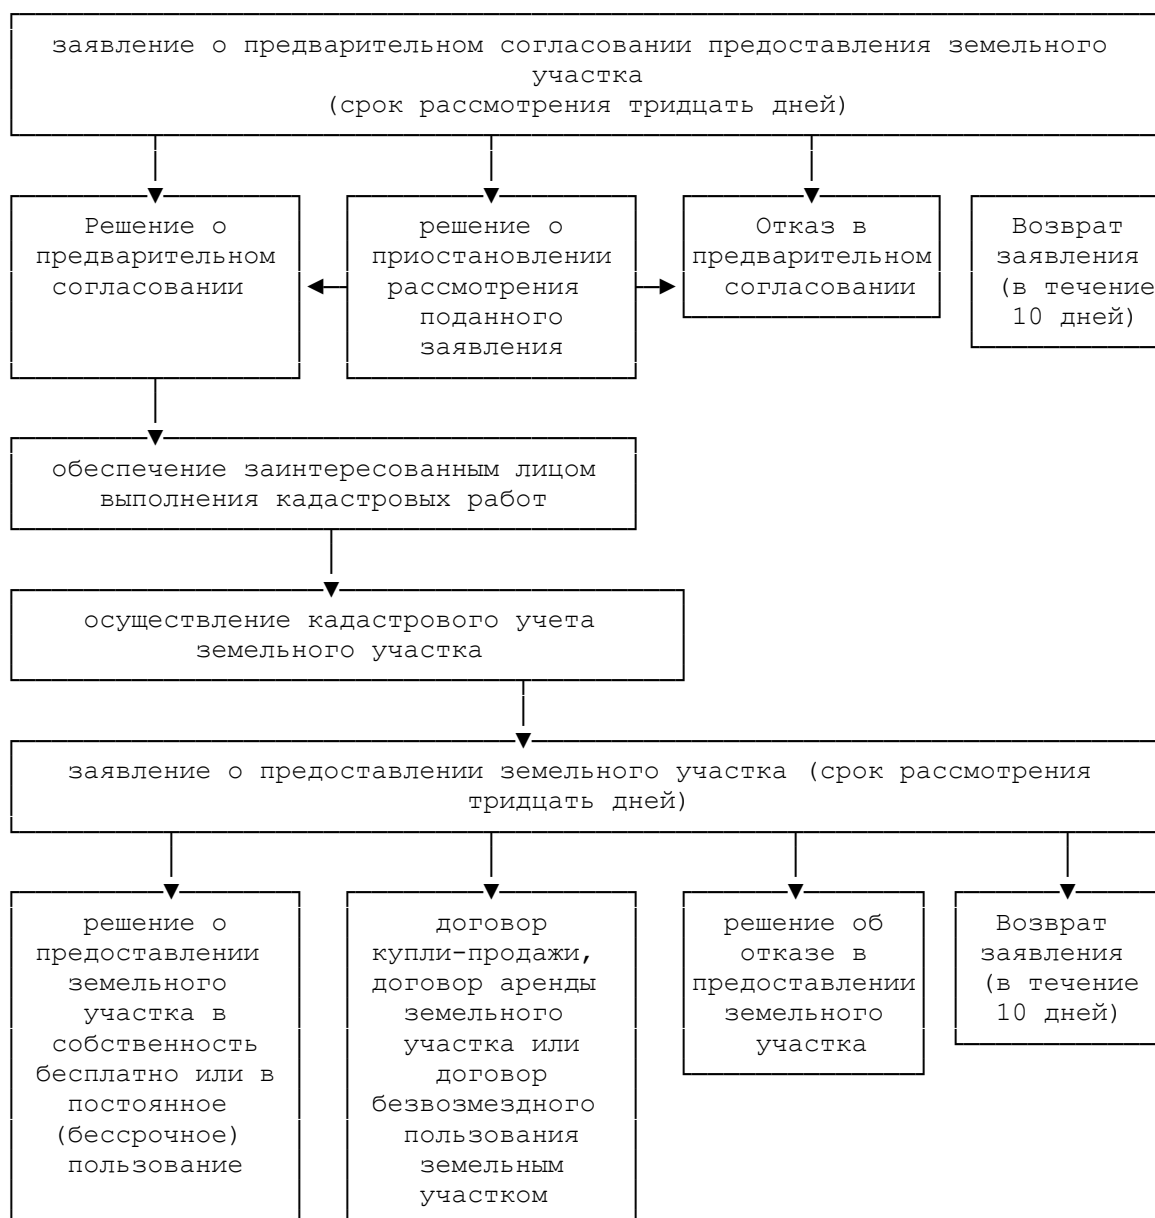 заявление о предварительном согласовании предоставления земельного
участка
(срок рассмотрения тридцать дней)
Решение о
предварительном
согласовании
решение о
приостановлении
рассмотрения
поданного
заявления
Отказ в
предварительном
согласовании
Возврат
заявления
(в течение
10 дней)
обеспечение заинтересованным лицом
выполнения кадастровых работ
осуществление кадастрового учета
земельного участка
заявление о предоставлении земельного участка (срок рассмотрения
тридцать дней)
решение о
предоставлении
земельного
участка в
собственность
бесплатно или в
постоянное
(бессрочное)
пользование
договор
купли-продажи,
договор аренды
земельного
участка или
договор
безвозмездного
пользования
земельным
участком
решение об
отказе в
предоставлении
земельного
участка
Возврат
заявления
(в течение
10 дней)